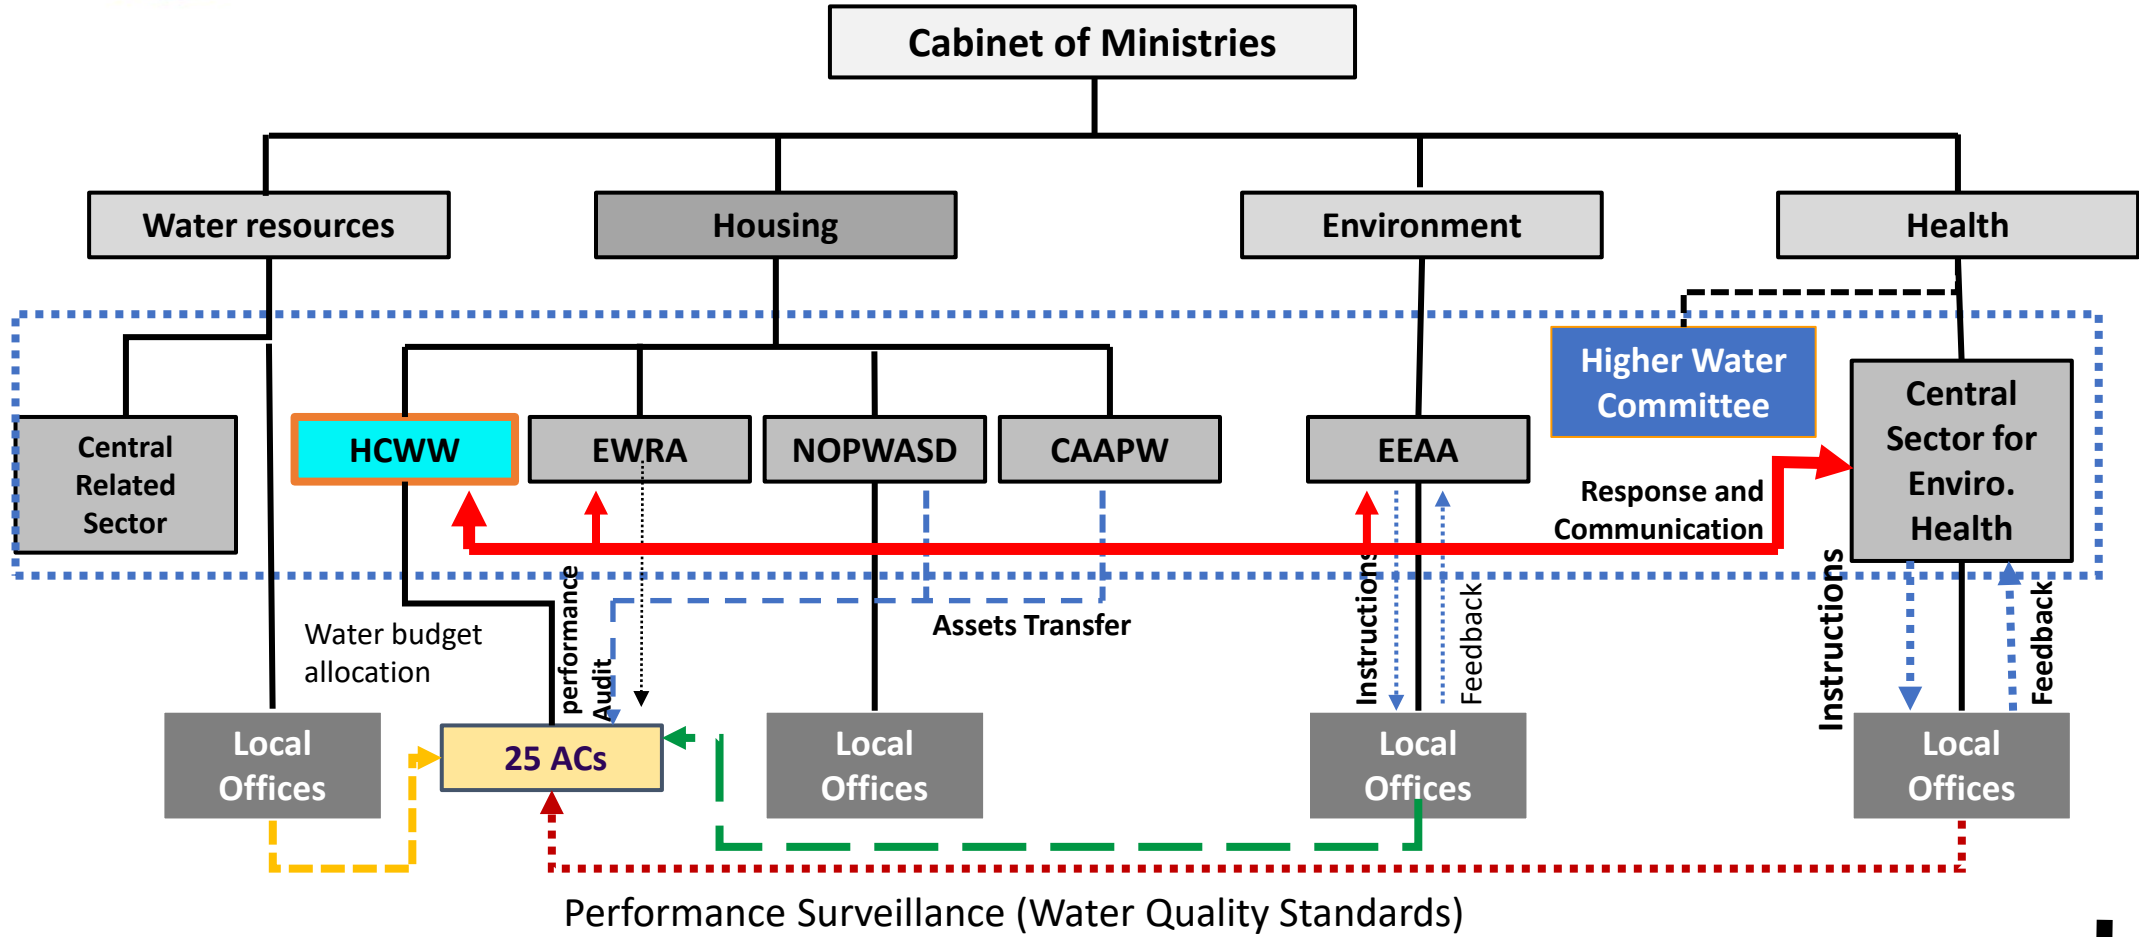 Cabinet of Ministries
Water resources
Housing
Environment
Health
Higher Water
Committee
Central
Related
Sector
HCWW
EWRA
NOPWASD
CAAPW
EEAA
Central
Sector for
Enviro.
Health
Response and
Communication
Water budget
allocation
performance
Audit
Assets Transfer
Instructions
Feedback
Instructions
Feedback
Local
Offices
25 ACs
Local
Offices
Local
Offices
Local
Offices
Performance Surveillance (Water Quality Standards)